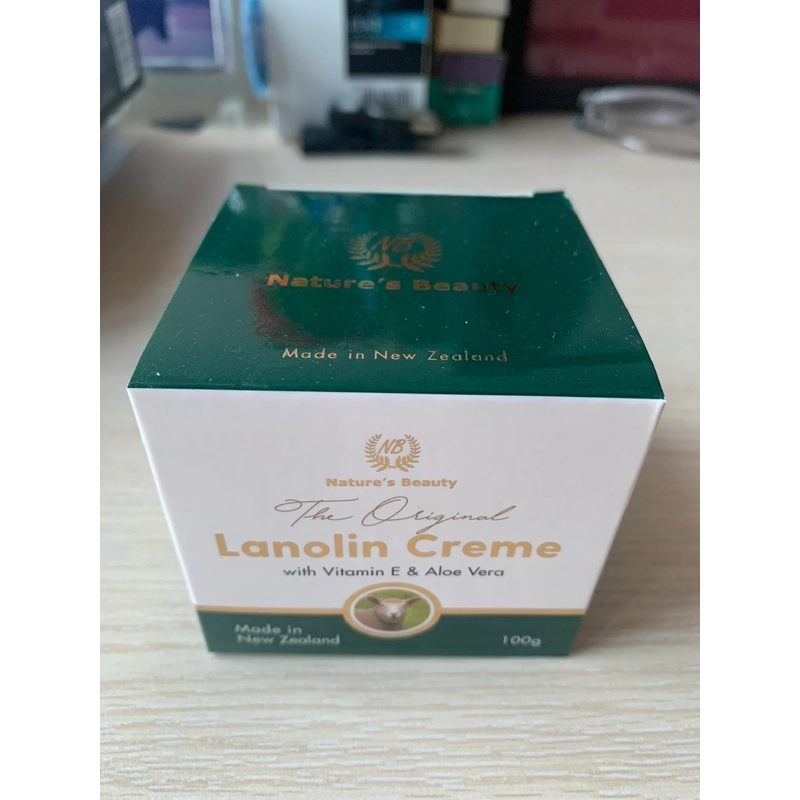 NB
Nature's Beauty
Made in New Zealand
NB
Nature's Beauty
The Original
Lanolin Creme
with Vitamin E & Aloe Vera
Made in
New Zealand
100g